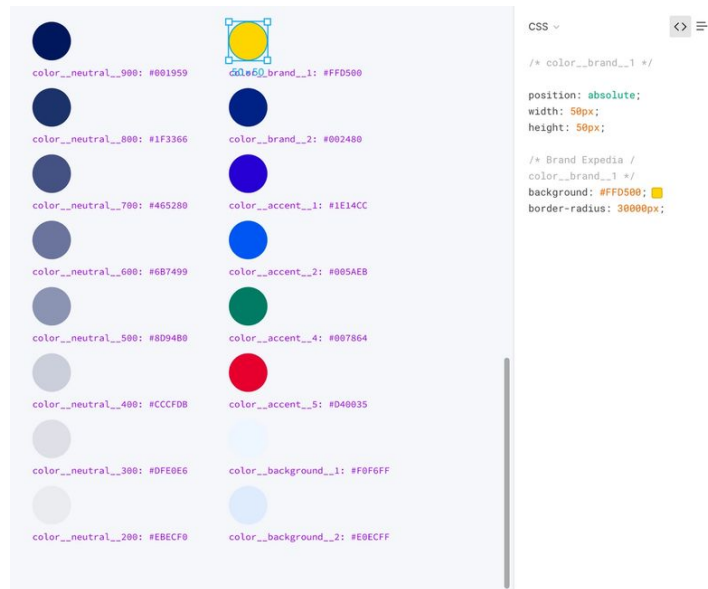 color__neutral__900: #001959
color__brand__1: #FFD500
50 × 50
color__neutral__800: #1F3366
color__brand__2: #002480
color__neutral__700: #465280
color__accent__1: #1E14CC
color__neutral__600: #6B7499
color__accent__2: #005AEB
color__neutral__500: #8D94B0
color__accent__4: #007864
color__neutral__400: #CCCFDB
color__accent__5: #D40035
color__neutral__300: #DFE0E6
color__background__1: #F0F6FF
color__neutral__200: #EBECF0
color__background__2: #E0ECFF
CSS
/* color__brand__1 */
position: absolute;
width: 50px;
height: 50px;
/* Brand Expedia /
color__brand__1 */
background: #FFD500;
border-radius: 30000px;